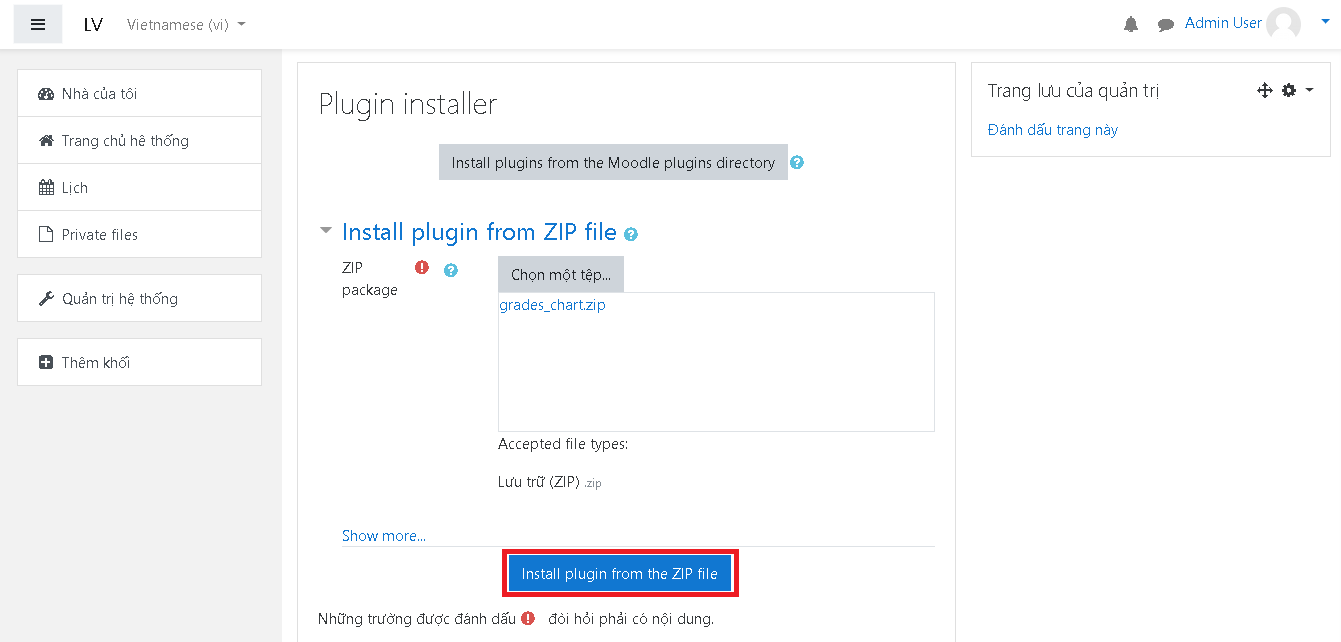 LV
Vietnamese (vi)
Admin User
Nhà của tôi
Trang chủ hệ thống
Lịch
Private files
Quản trị hệ thống
Thêm khối
Plugin installer
Install plugins from the Moodle plugins directory
Install plugin from ZIP file
ZIP
package
Chọn một tệp...
grades_chart.zip
Accepted file types:
Lưu trữ (ZIP) .zip
Show more...
Install plugin from the ZIP file
Những trường được đánh dấu đòi hỏi phải có nội dung.
Trang lưu của quản trị
Đánh dấu trang này